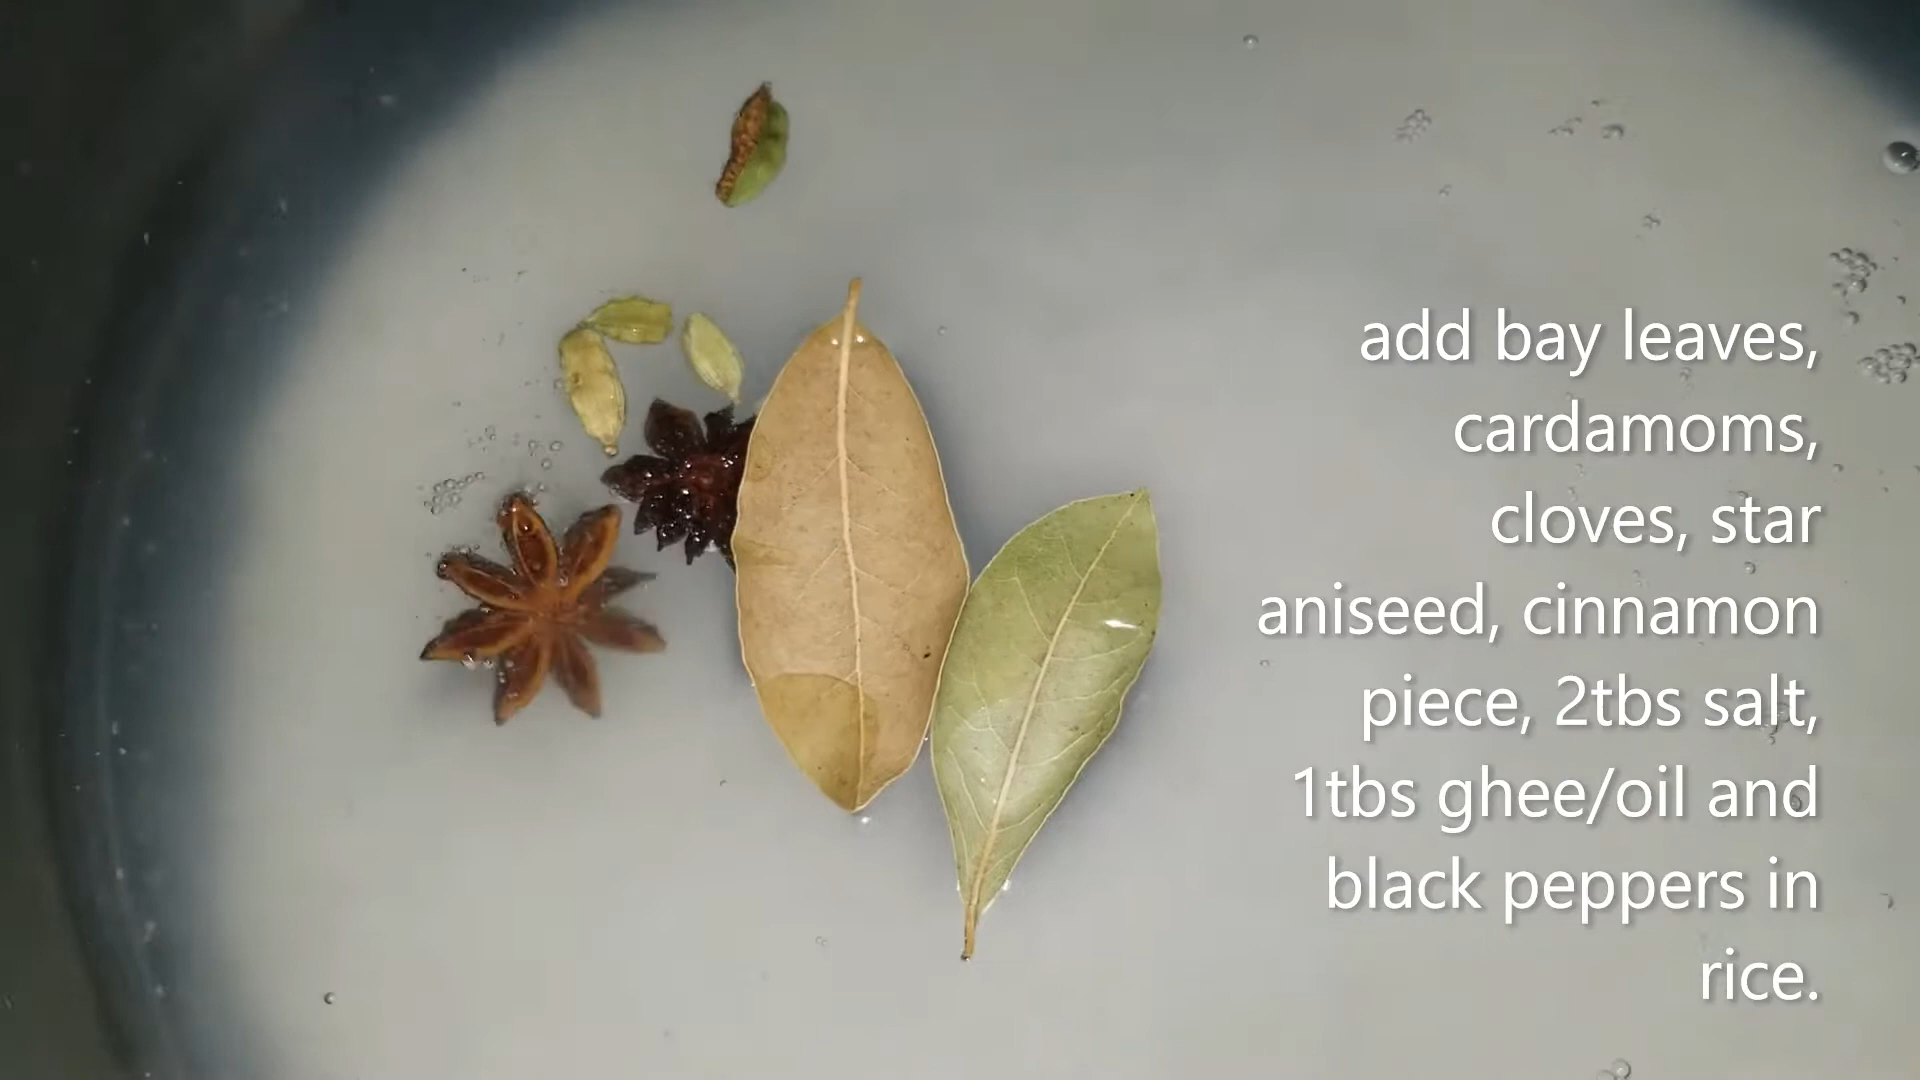 add bay leaves,
cardamoms,
cloves, star
aniseed, cinnamon
piece, 2tbs salt,
1tbs ghee/oil and
black peppers in
rice.